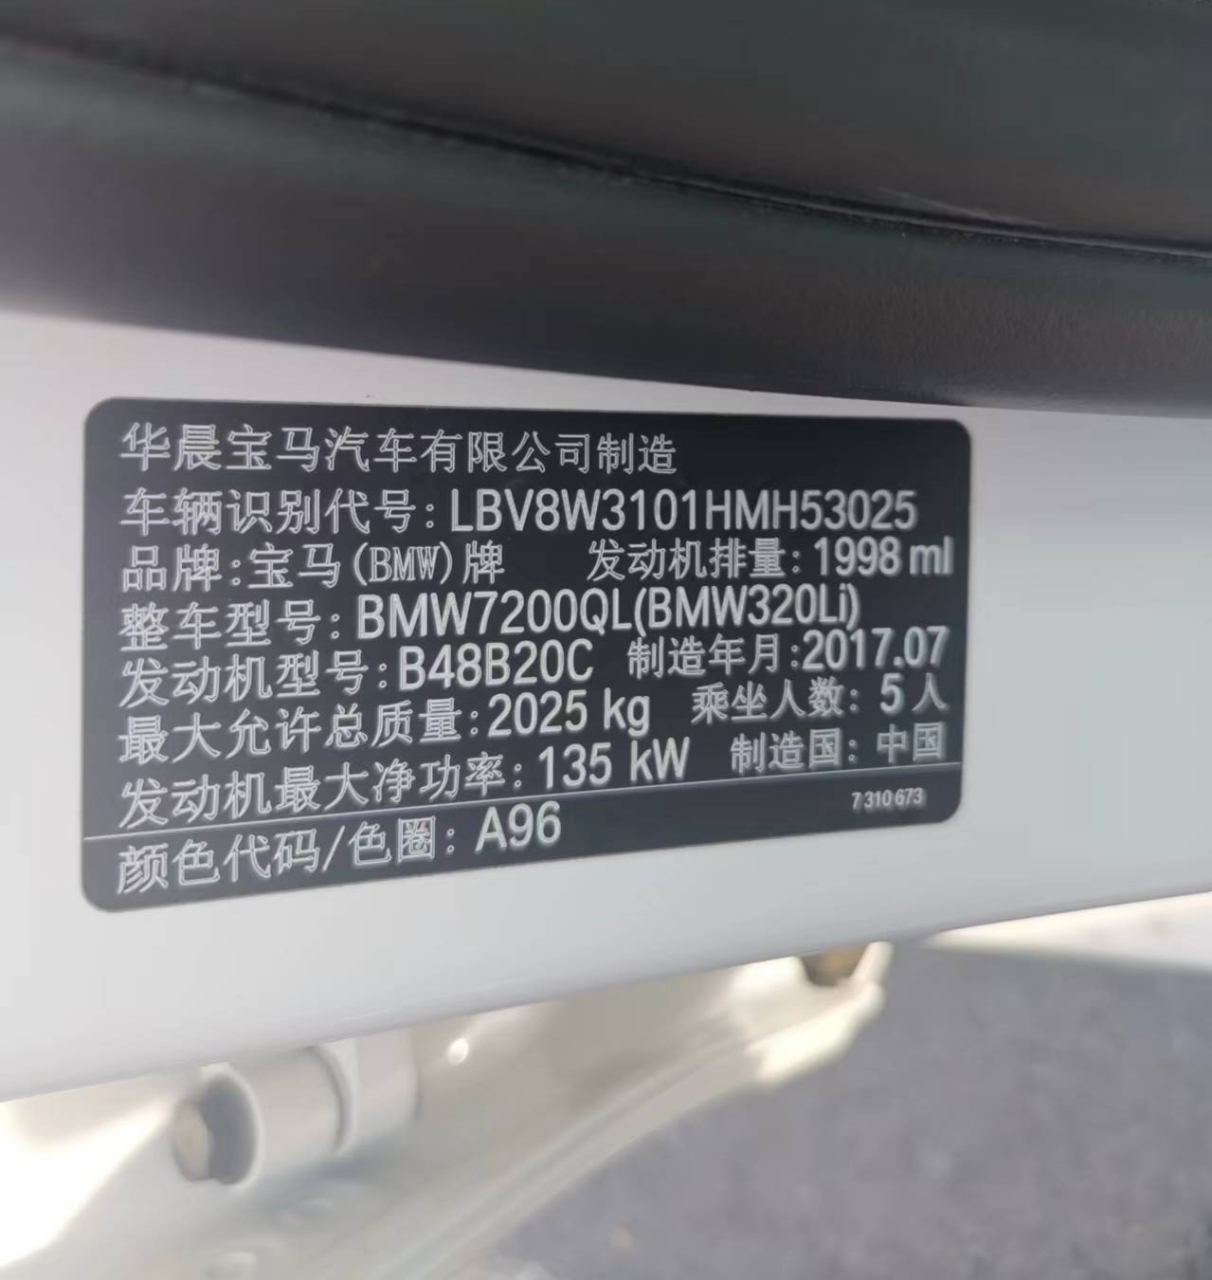 华晨宝马汽车有限公司制造
车辆识别代号：LBV8W3101HMH53025
品牌：宝马(BMW)牌 发动机排量：1998 ml
整车型号：BMW7200QL(BMW320Li)
发动机型号：B48B20C 制造年月：2017.07
最大允许总质量：2025 kg 乘坐人数：5人
发动机最大净功率：135 kW 制造国：中国
7 310 673
颜色代码/色圈：A96